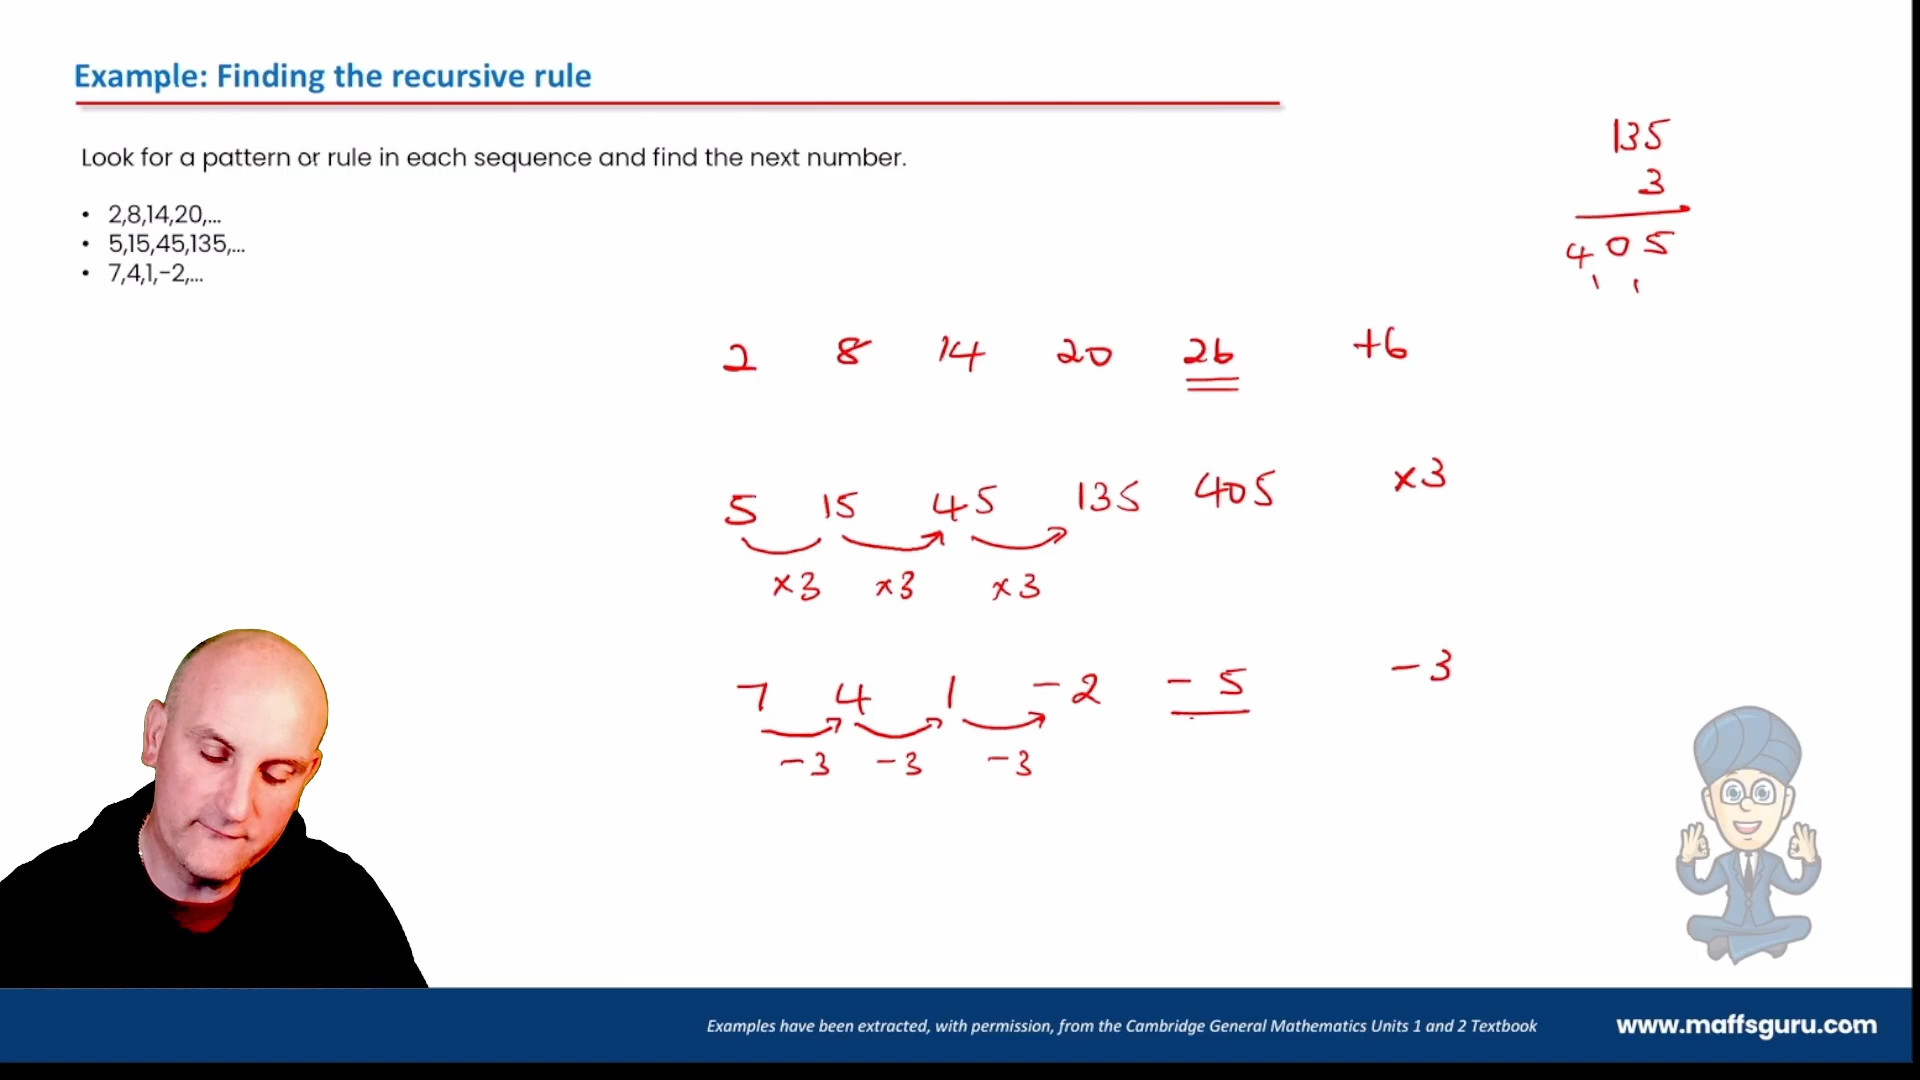 Example: Finding the recursive rule
Look for a pattern or rule in each sequence and find the next number.
• 2,8,14,20,...
• 5,15,45,135,...
• 7,4,1,−2,...
135
3
405
1 1
2 8 14 20 26 +6
5 15 45 135 405 ×3
×3 ×3 ×3
7 4 1 -2 -5 -3
-3 -3 -3
Examples have been extracted, with permission, from the Cambridge General Mathematics Units 1 and 2 Textbook
www.maffsguru.com